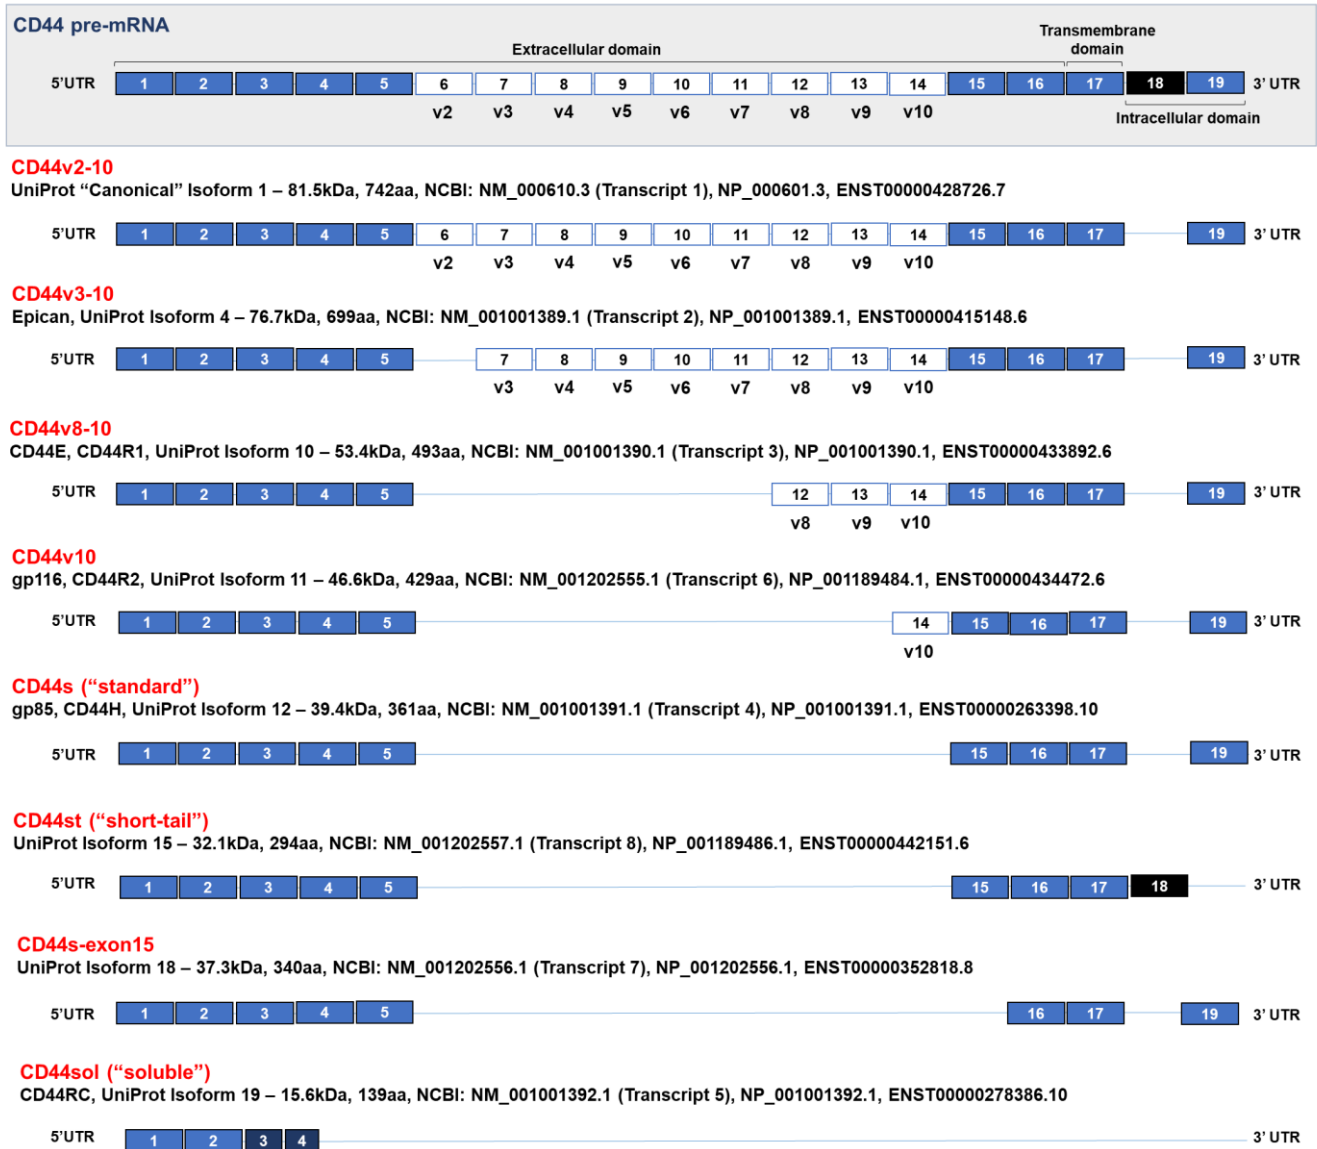 CD44 pre-mRNA
Transmembrane
domain
Extracellular domain
5'UTR 1 2 3 4 5 6 7 8 9 10 11 12 13 14 15 16 17 18 19 3' UTR
v2 v3 v4 v5 v6 v7 v8 v9 v10
Intracellular domain
CD44v2-10
UniProt “Canonical” Isoform 1 – 81.5kDa, 742aa, NCBI: NM_000610.3 (Transcript 1), NP_000601.3, ENST00000428726.7
5'UTR 1 2 3 4 5 6 7 8 9 10 11 12 13 14 15 16 17 19 3' UTR
v2 v3 v4 v5 v6 v7 v8 v9 v10
CD44v3-10
Epican, UniProt Isoform 4 – 76.7kDa, 699aa, NCBI: NM_001001389.1 (Transcript 2), NP_001001389.1, ENST00000415148.6
5'UTR 1 2 3 4 5 7 8 9 10 11 12 13 14 15 16 17 19 3' UTR
v3 v4 v5 v6 v7 v8 v9 v10
CD44v8-10
CD44E, CD44R1, UniProt Isoform 10 – 53.4kDa, 493aa, NCBI: NM_001001390.1 (Transcript 3), NP_001001390.1, ENST00000433892.6
5'UTR 1 2 3 4 5 12 13 14 15 16 17 19 3' UTR
v8 v9 v10
CD44v10
gp116, CD44R2, UniProt Isoform 11 – 46.6kDa, 429aa, NCBI: NM_001202555.1 (Transcript 6), NP_001189484.1, ENST00000434472.6
5'UTR 1 2 3 4 5 14 15 16 17 19 3' UTR
v10
CD44s (“standard”)
gp85, CD44H, UniProt Isoform 12 – 39.4kDa, 361aa, NCBI: NM_001001391.1 (Transcript 4), NP_001001391.1, ENST00000263398.10
5'UTR 1 2 3 4 5 15 16 17 19 3' UTR
CD44st (“short-tail”)
UniProt Isoform 15 – 32.1kDa, 294aa, NCBI: NM_001202557.1 (Transcript 8), NP_001189486.1, ENST00000442151.6
5'UTR 1 2 3 4 5 15 16 17 18 3' UTR
CD44s-exon15
UniProt Isoform 18 – 37.3kDa, 340aa, NCBI: NM_001202556.1 (Transcript 7), NP_001202556.1, ENST00000352818.8
5'UTR 1 2 3 4 5 16 17 19 3' UTR
CD44sol (“soluble”)
CD44RC, UniProt Isoform 19 – 15.6kDa, 139aa, NCBI: NM_001001392.1 (Transcript 5), NP_001001392.1, ENST00000278386.10
5'UTR 1 2 3 4 3' UTR